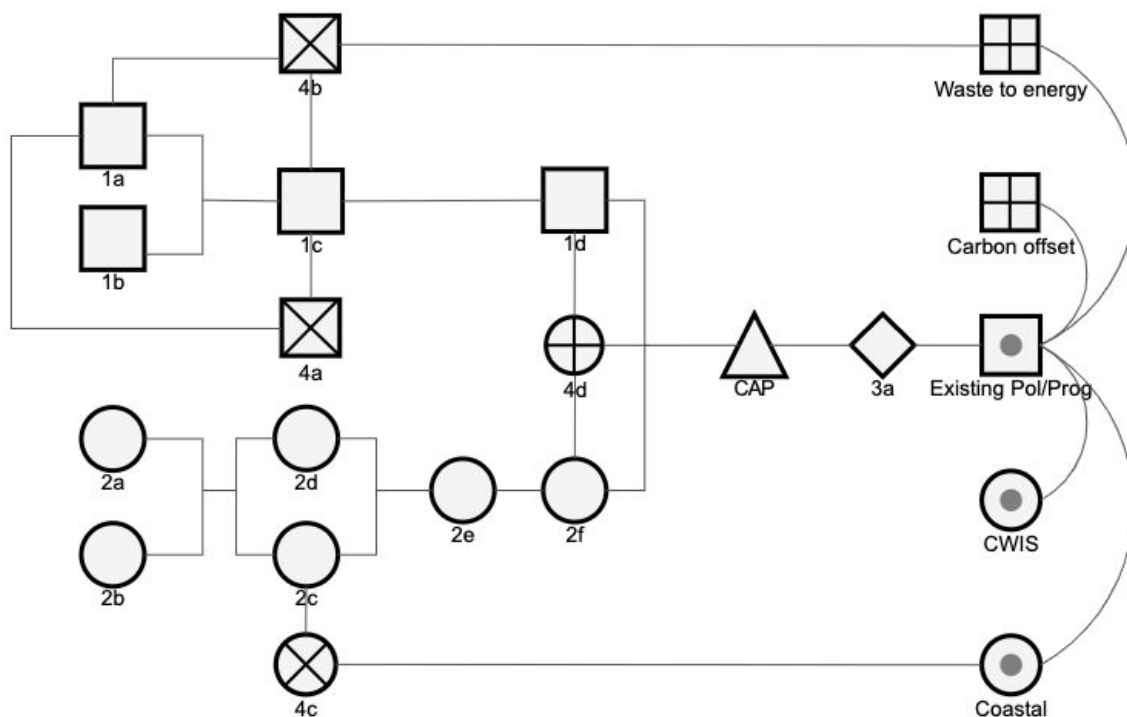 4b
Waste to energy
1a
1c
1d
Carbon offset
1b
4a
4d
CAP
3a
Existing Pol/Prog
2a
2d
2e
2f
CWIS
2b
2c
4c
Coastal